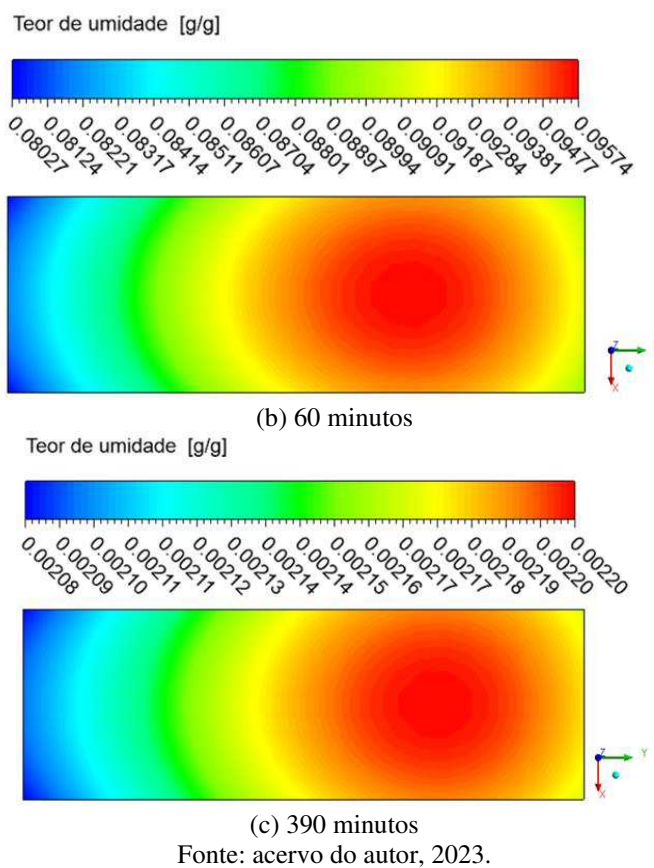 Teor de umidade [g/g]
0.08027 0.08124 0.08221 0.08317 0.08414 0.08511 0.08607 0.08704 0.08801 0.08897 0.08994 0.09091 0.09187 0.09284 0.09381 0.09477 0.09574
Z
X
(b) 60 minutos
Teor de umidade [g/g]
0.00208 0.00209 0.00210 0.00211 0.00211 0.00212 0.00213 0.00214 0.00214 0.00215 0.00216 0.00217 0.00217 0.00218 0.00219 0.00220 0.00220
Z Y
X
(c) 390 minutos
Fonte: acervo do autor, 2023.